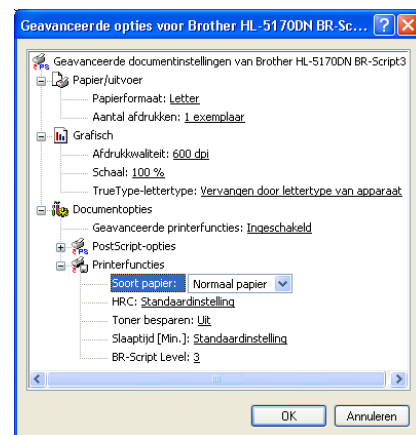 Geavanceerde opties voor Brother HL-5170DN BR-Sc...
Geavanceerde documentinstellingen van Brother HL-5170DN BR-Script3
Papier/uitvoer
Papierformaat: Letter
Aantal afdrukken: 1 exemplaar
Grafisch
Afdrukkwaliteit: 600 dpi
Schaal: 100 %
TrueType-lettertype: Vervangen door lettertype van apparaat
Documentopties
Geavanceerde printerfuncties: Ingeschakeld
PostScript-opties
Printerfuncties
Soort papier: Normaal papier
HRC: Standaardinstelling
Toner besparen: Uit
Slaaptijd [Min.]: Standaardinstelling
BR-Script Level: 3
OK Annuleren